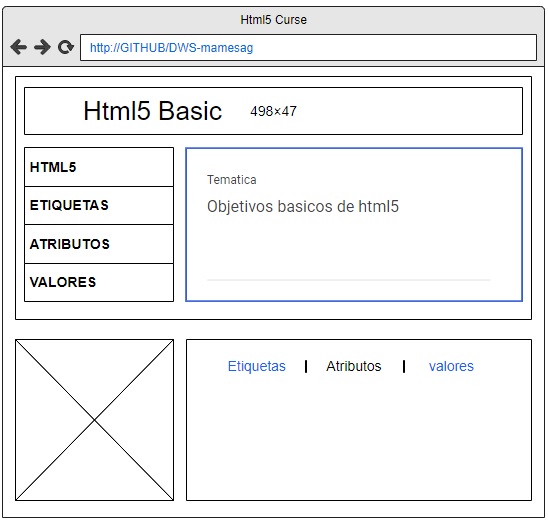 Html5 Curse
http://GITHUB/DWS-mamesag
Html5 Basic 498×47
HTML5
ETIQUETAS
ATRIBUTOS
VALORES
Tematica
Objetivos basicos de html5
Etiquetas | Atributos | valores